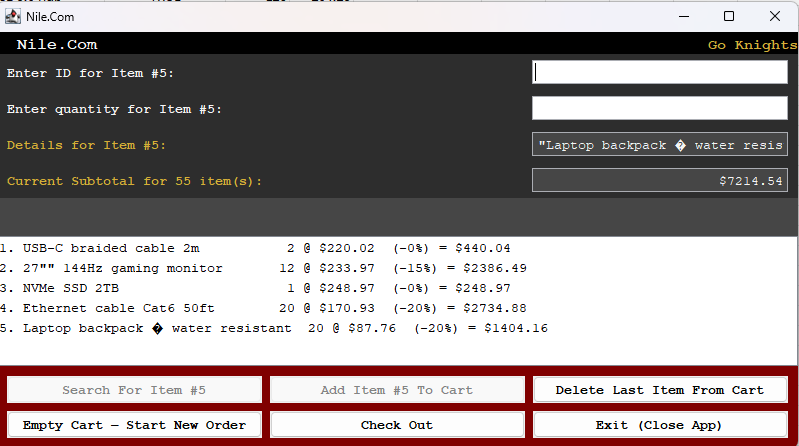 Nile.Com
Nile.Com Go Knights
Enter ID for Item #5:
Enter quantity for Item #5:
Details for Item #5: "Laptop backpack � water resis
Current Subtotal for 55 item(s): $7214.54
1. USB-C braided cable 2m 2 @ $220.02 (-0%) = $440.04
2. 27"" 144Hz gaming monitor 12 @ $233.97 (-15%) = $2386.49
3. NVMe SSD 2TB 1 @ $248.97 (-0%) = $248.97
4. Ethernet cable Cat6 50ft 20 @ $170.93 (-20%) = $2734.88
5. Laptop backpack � water resistant 20 @ $87.76 (-20%) = $1404.16
Search For Item #5 Add Item #5 To Cart Delete Last Item From Cart
Empty Cart – Start New Order Check Out Exit (Close App)